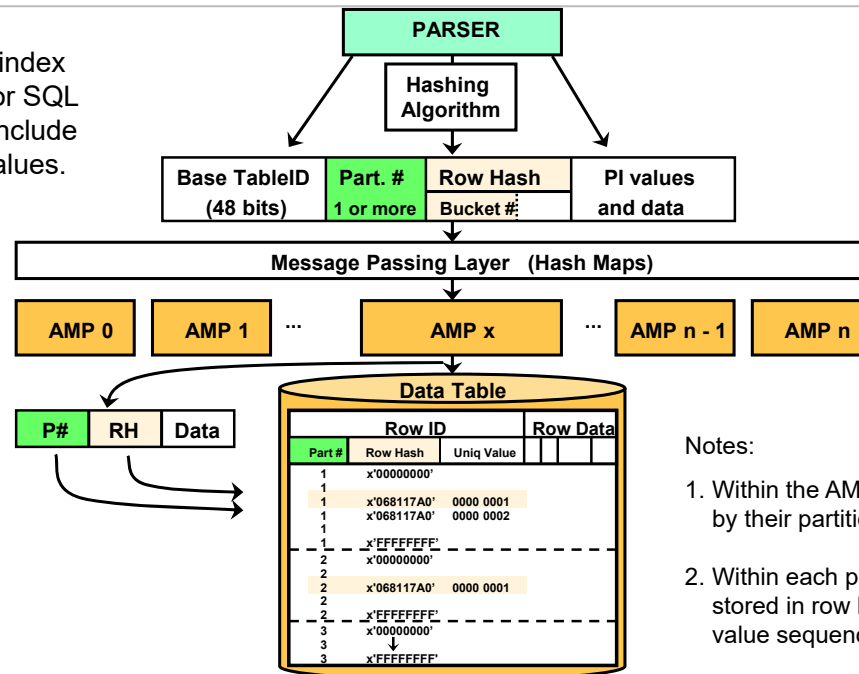 PARSER
index
or SQL
nclude
alues.
Hashing
Algorithm
Base TableID
(48 bits)
Part. #
1 or more
Row Hash
Bucket #
PI values
and data
Message Passing Layer (Hash Maps)
AMP 0
AMP 1
...
AMP x
...
AMP n - 1
AMP n
P# RH Data
Data Table
Row ID Row Data
Part # Row Hash Uniq Value
1 x'00000000'
1
1 x'068117A0' 0000 0001
1 x'068117A0' 0000 0002
1
1 x'FFFFFFFF'
2 x'00000000'
2
2 x'068117A0' 0000 0001
2
2 x'FFFFFFFF'
3 x'00000000'
3
3 x'FFFFFFFF'
Notes:
1. Within the AM
by their partitio
2. Within each p
stored in row
value sequenc